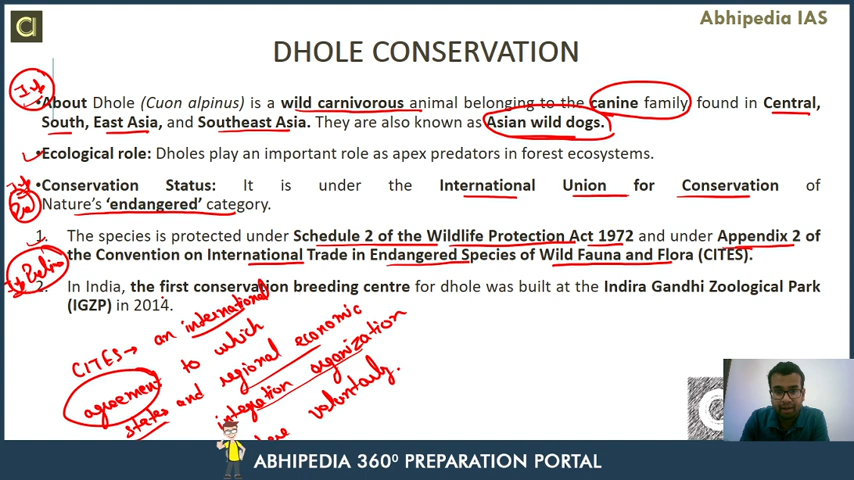 Abhipedia IAS
DHOLE CONSERVATION
Imp
•About Dhole (Cuon alpinus) is a wild carnivorous animal belonging to the canine family found in Central,
South, East Asia, and Southeast Asia. They are also known as Asian wild dogs.
•Ecological role: Dholes play an important role as apex predators in forest ecosystems.
•Conservation Status: It is under the International Union for Conservation of
Nature's 'endangered' category.
1. The species is protected under Schedule 2 of the Wildlife Protection Act 1972 and under Appendix 2 of
the Convention on International Trade in Endangered Species of Wild Fauna and Flora (CITES).
2. In India, the first conservation breeding centre for dhole was built at the Indira Gandhi Zoological Park
(IGZP) in 2014.
CITES → an international
agreement to which
states and regional economic
integration organization
voluntarily.
ABHIPEDIA 360⁰ PREPARATION PORTAL